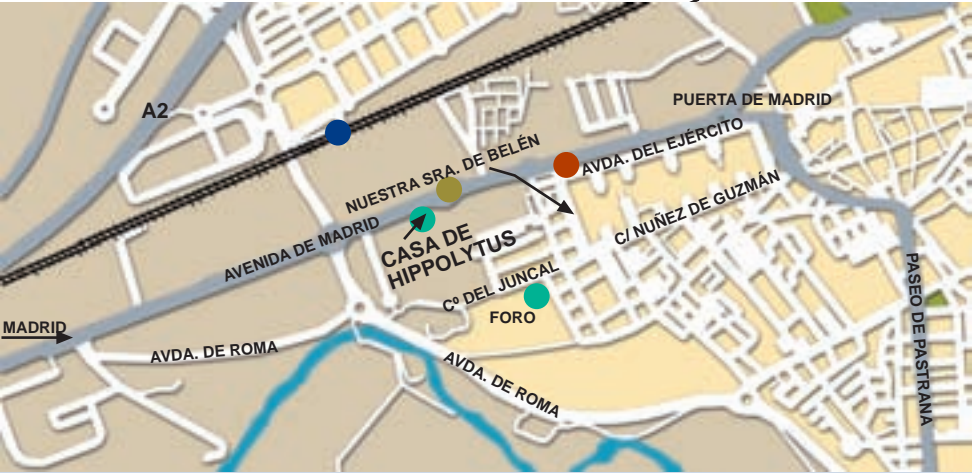 A2
PUERTA DE MADRID
AVDA. DEL EJÉRCITO
NUESTRA SRA. DE BELÉN
C/ NUÑEZ DE GUZMÁN
AVENIDA DE MADRID
CASA DE
HIPPOLYTUS
Cº DEL JUNCAL
FORO
PASEO DE PASTRANA
MADRID
AVDA. DE ROMA
AVDA. DE ROMA